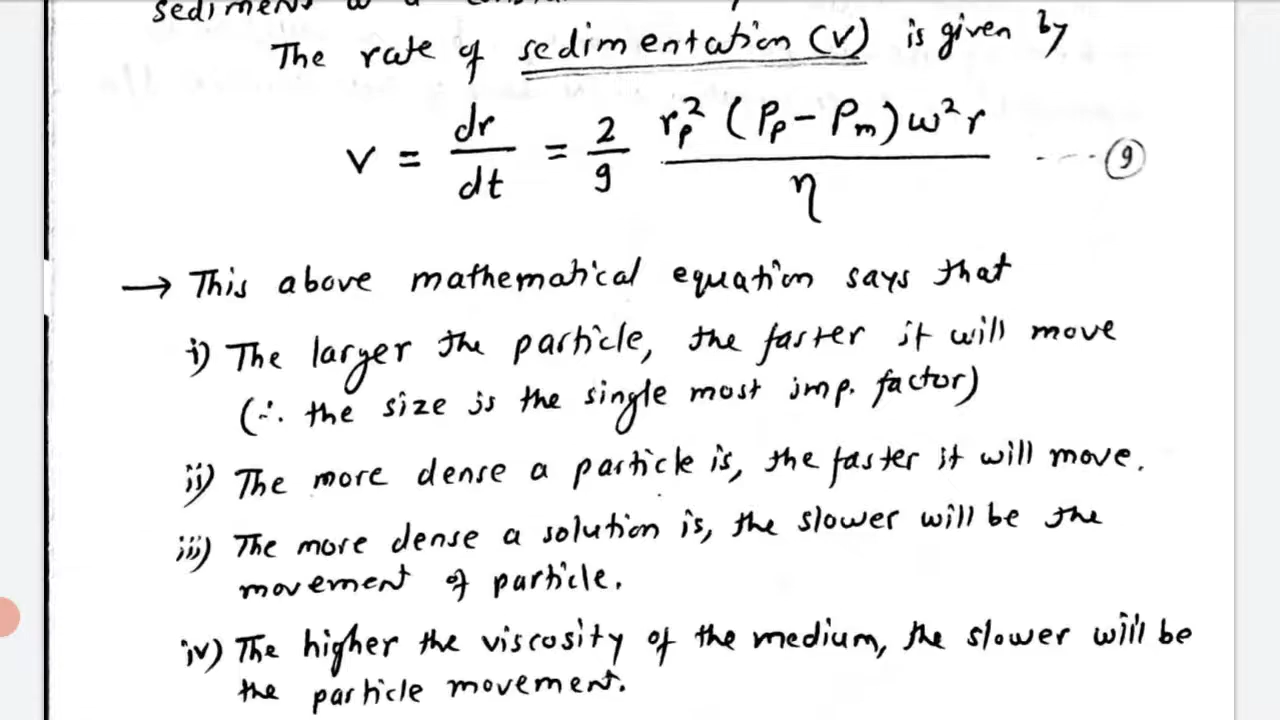 The rate of sedimentation (v) is given by
v = dr/dt = 2/9 r_p² (ρ_p - ρ_m) ω² r / η ---- ⑨
→ This above mathematical equation says that
i) The larger the particle, the faster it will move
(∴ the size is the single most imp. factor)
ii) The more dense a particle is, the faster it will move.
iii) The more dense a solution is, the slower will be the
movement of particle.
iv) The higher the viscosity of the medium, the slower will be
the particle movement.